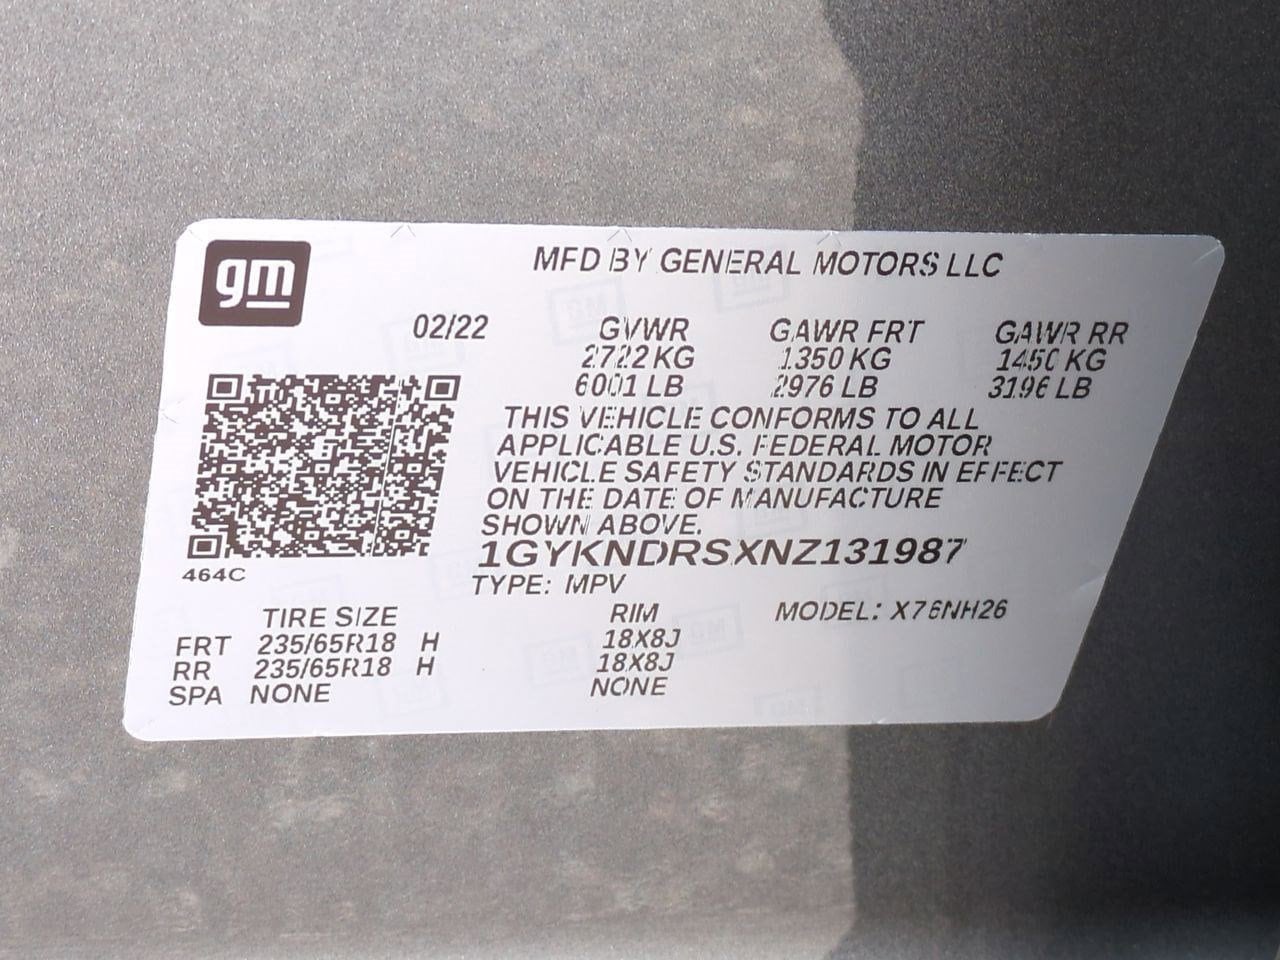 gm
MFD BY GENERAL MOTORS LLC
02/22 GVWR GAWR FRT GAWR RR
2722 KG 1350 KG 1450 KG
6001 LB 2976 LB 3196 LB
THIS VEHICLE CONFORMS TO ALL
APPLICABLE U.S. FEDERAL MOTOR
VEHICLE SAFETY STANDARDS IN EFFECT
ON THE DATE OF MANUFACTURE
SHOWN ABOVE.
1GYKNDRSXNZ131987
464C
TYPE: MPV
TIRE SIZE RIM MODEL: X76NH26
FRT 235/65R18 H 18X8J
RR 235/65R18 H 18X8J
SPA NONE NONE